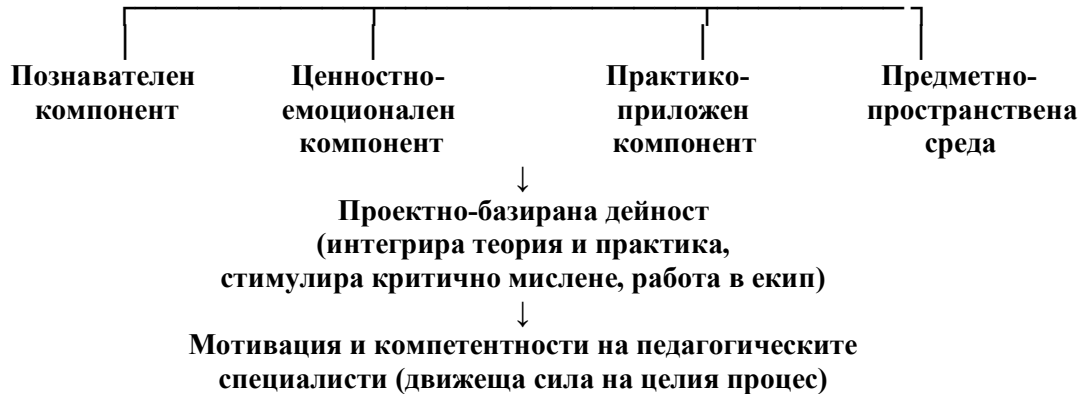 Познавателен Ценностно- Практико- Предметно-
компонент емоционален приложен пространствена
компонент компонент среда
↓
Проектно-базирана дейност
(интегрира теория и практика,
стимулира критично мислене, работа в екип)
↓
Мотивация и компетентности на педагогическите
специалисти (движеща сила на целия процес)